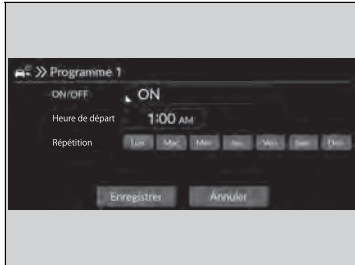 Programme 1
ON/OFF ON
Heure de départ 1:00 AM
Répétition Lun. Mar. Mer. Jeu. Ven. Sam. Dim.
Enregistrer Annuler